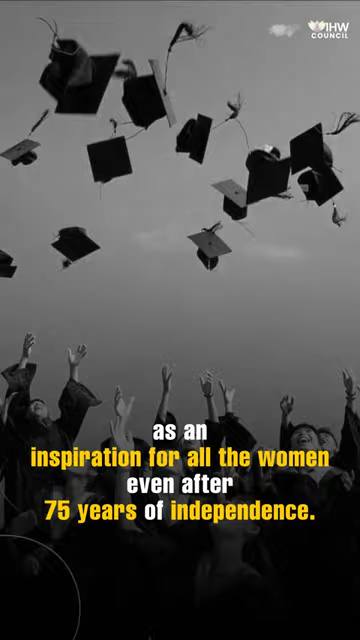 IHW
COUNCIL
as an
inspiration for all the women
even after
75 years of independence.